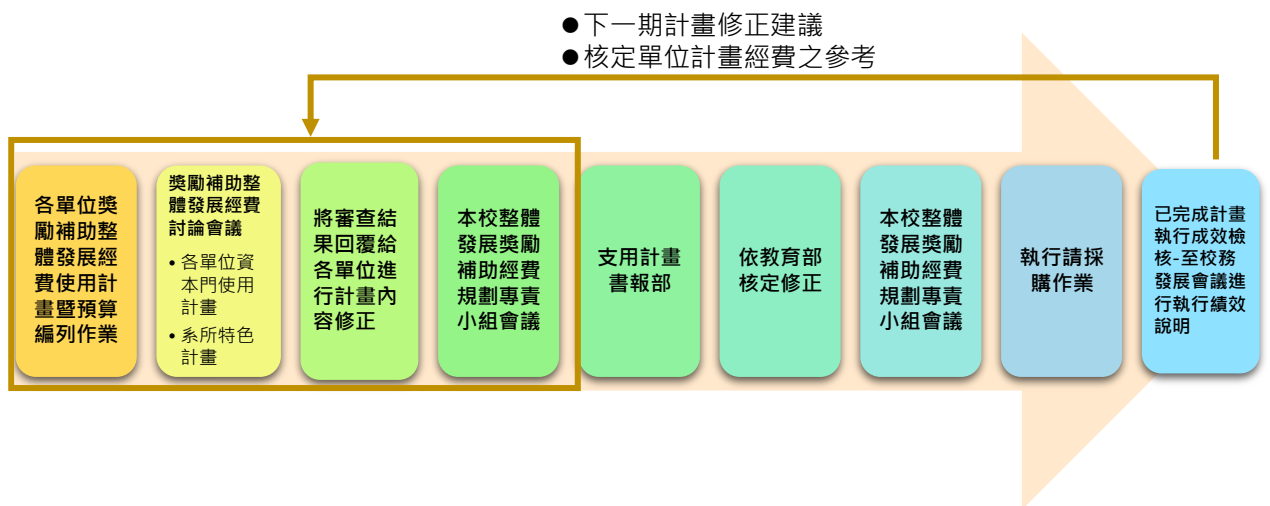 ●下一期計畫修正建議
●核定單位計畫經費之參考
各單位獎
勵補助整
體發展經
費使用計
畫暨預算
編列作業
獎勵補助整
體發展經費
討論會議
• 各單位資
本門使用
計畫
• 系所特色
計畫
將審查結
果回覆給
各單位進
行計畫內
容修正
本校整體
發展獎勵
補助經費
規劃專責
小組會議
支用計畫
書報部
依教育部
核定修正
本校整體
發展獎勵
補助經費
規劃專責
小組會議
執行請採
購作業
已完成計畫
執行成效檢
核-至校務
發展會議進
行執行績效
說明